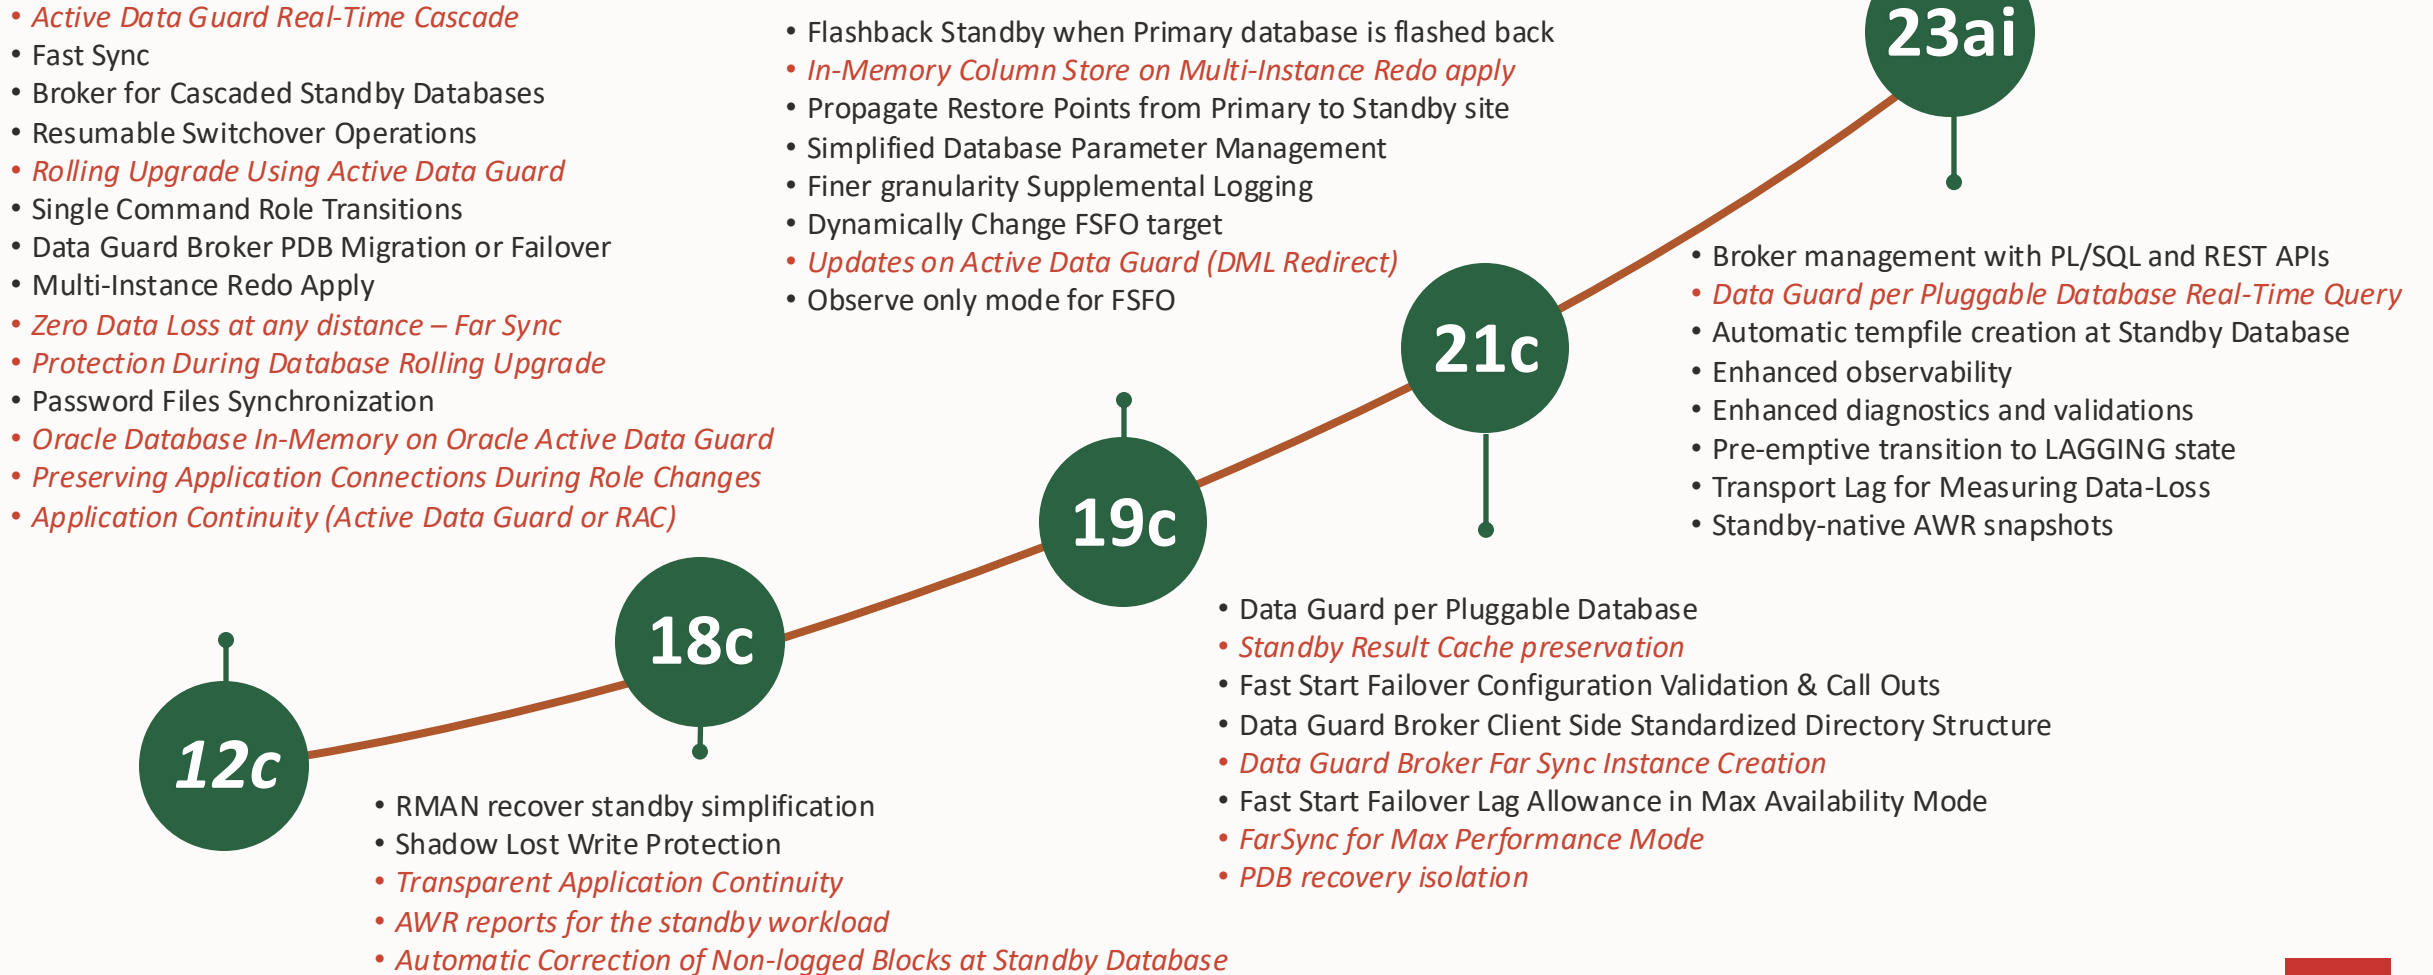 • Active Data Guard Real-Time Cascade
• Fast Sync
• Broker for Cascaded Standby Databases
• Resumable Switchover Operations
• Rolling Upgrade Using Active Data Guard
• Single Command Role Transitions
• Data Guard Broker PDB Migration or Failover
• Multi-Instance Redo Apply
• Zero Data Loss at any distance – Far Sync
• Protection During Database Rolling Upgrade
• Password Files Synchronization
• Oracle Database In-Memory on Oracle Active Data Guard
• Preserving Application Connections During Role Changes
• Application Continuity (Active Data Guard or RAC)
12c
18c
• RMAN recover standby simplification
• Shadow Lost Write Protection
• Transparent Application Continuity
• AWR reports for the standby workload
• Automatic Correction of Non-logged Blocks at Standby Database
• Flashback Standby when Primary database is flashed back
• In-Memory Column Store on Multi-Instance Redo apply
• Propagate Restore Points from Primary to Standby site
• Simplified Database Parameter Management
• Finer granularity Supplemental Logging
• Dynamically Change FSFO target
• Updates on Active Data Guard (DML Redirect)
• Observe only mode for FSFO
19c
21c
• Data Guard per Pluggable Database
• Standby Result Cache preservation
• Fast Start Failover Configuration Validation & Call Outs
• Data Guard Broker Client Side Standardized Directory Structure
• Data Guard Broker Far Sync Instance Creation
• Fast Start Failover Lag Allowance in Max Availability Mode
• FarSync for Max Performance Mode
• PDB recovery isolation
23ai
• Broker management with PL/SQL and REST APIs
• Data Guard per Pluggable Database Real-Time Query
• Automatic tempfile creation at Standby Database
• Enhanced observability
• Enhanced diagnostics and validations
• Pre-emptive transition to LAGGING state
• Transport Lag for Measuring Data-Loss
• Standby-native AWR snapshots